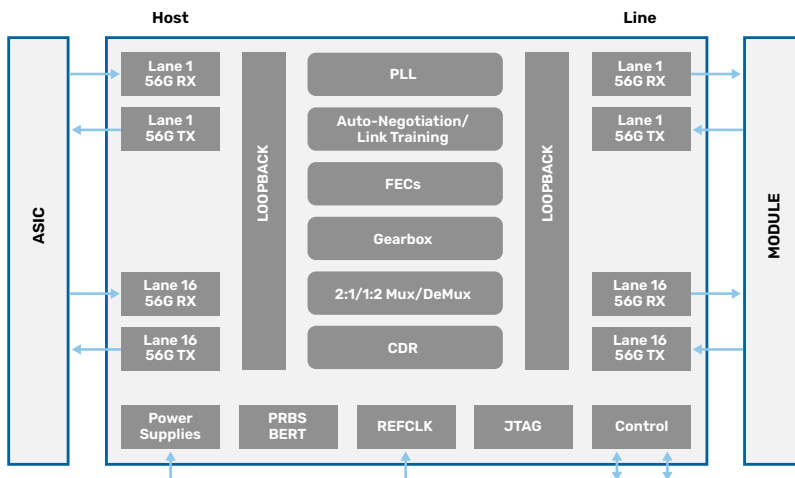 Host
Line
ASIC
Lane 1
56G RX
Lane 1
56G TX
Lane 16
56G RX
Lane 16
56G TX
LOOPBACK
PLL
Auto-Negotiation/
Link Training
FECs
Gearbox
2:1/1:2 Mux/DeMux
CDR
LOOPBACK
Lane 1
56G RX
Lane 1
56G TX
Lane 16
56G RX
Lane 16
56G TX
MODULE
Power
Supplies
PRBS
BERT
REFCLK
JTAG
Control